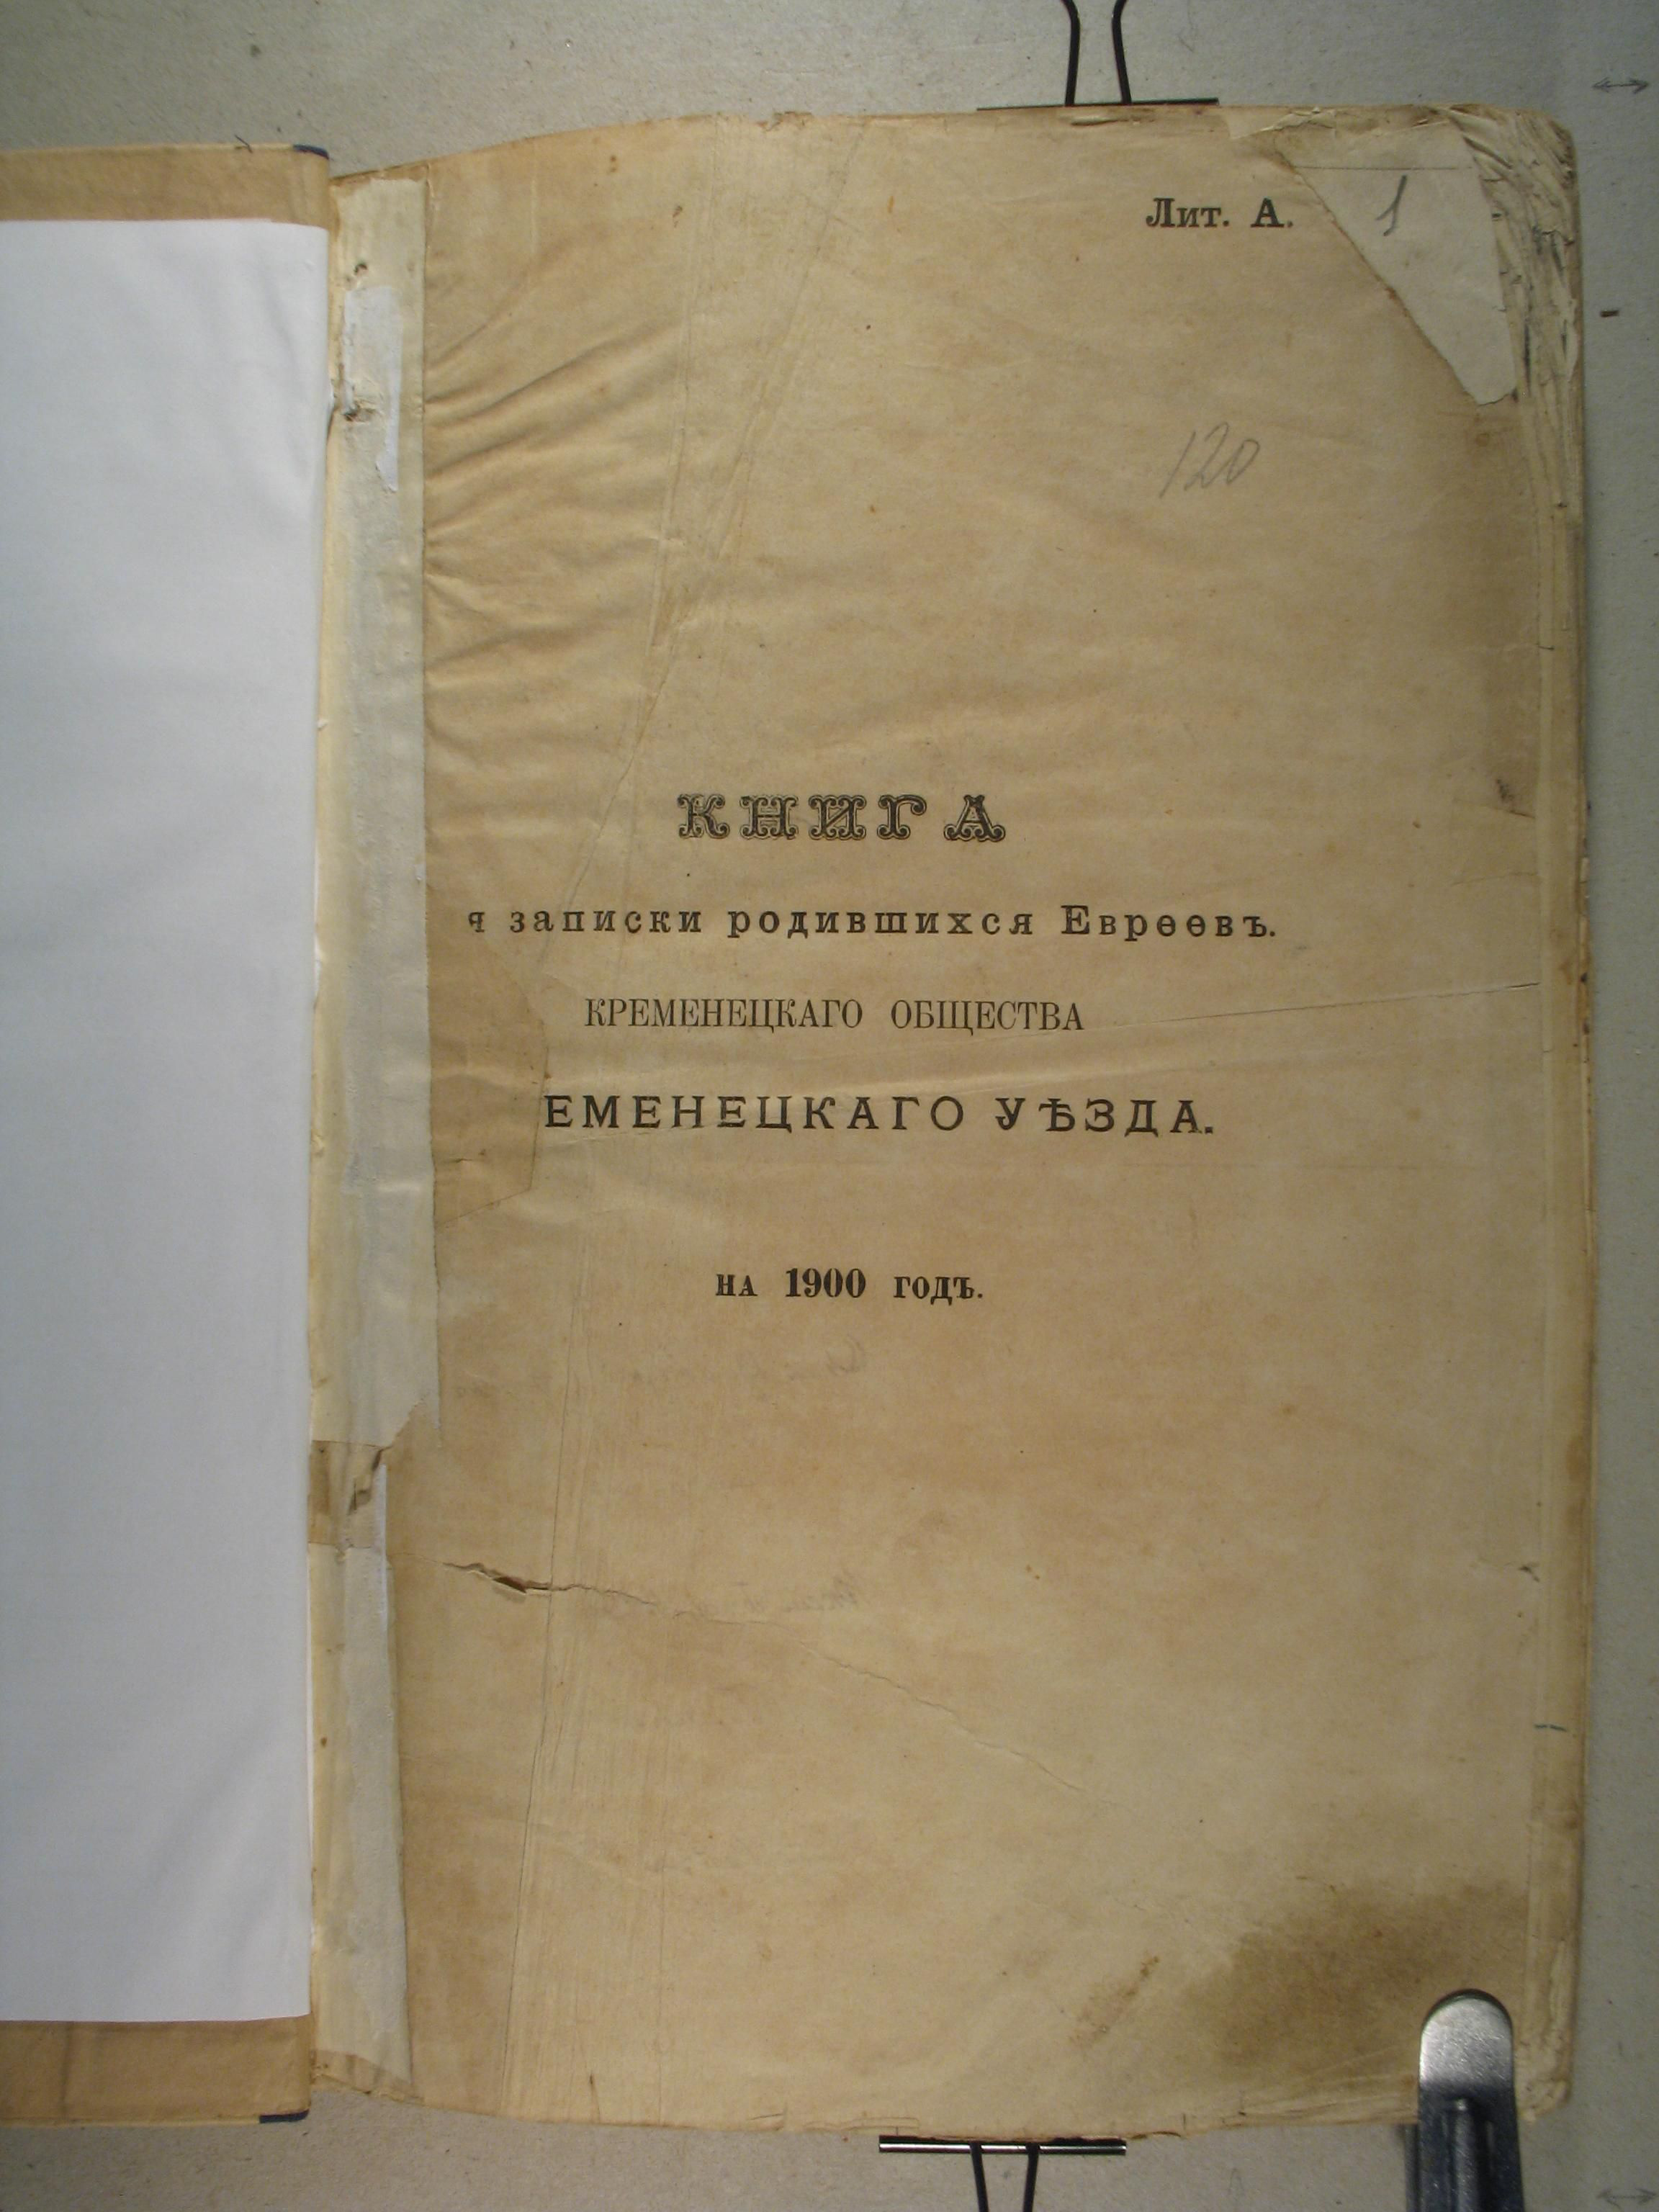 Лит. А.
1
120
КНИГА
я записки родившихся Евреевъ.
КРЕМЕНЕЦКАГО ОБЩЕСТВА
ЕМЕНЕЦКАГО УѢЗДА.
НА 1900 ГОДЪ.